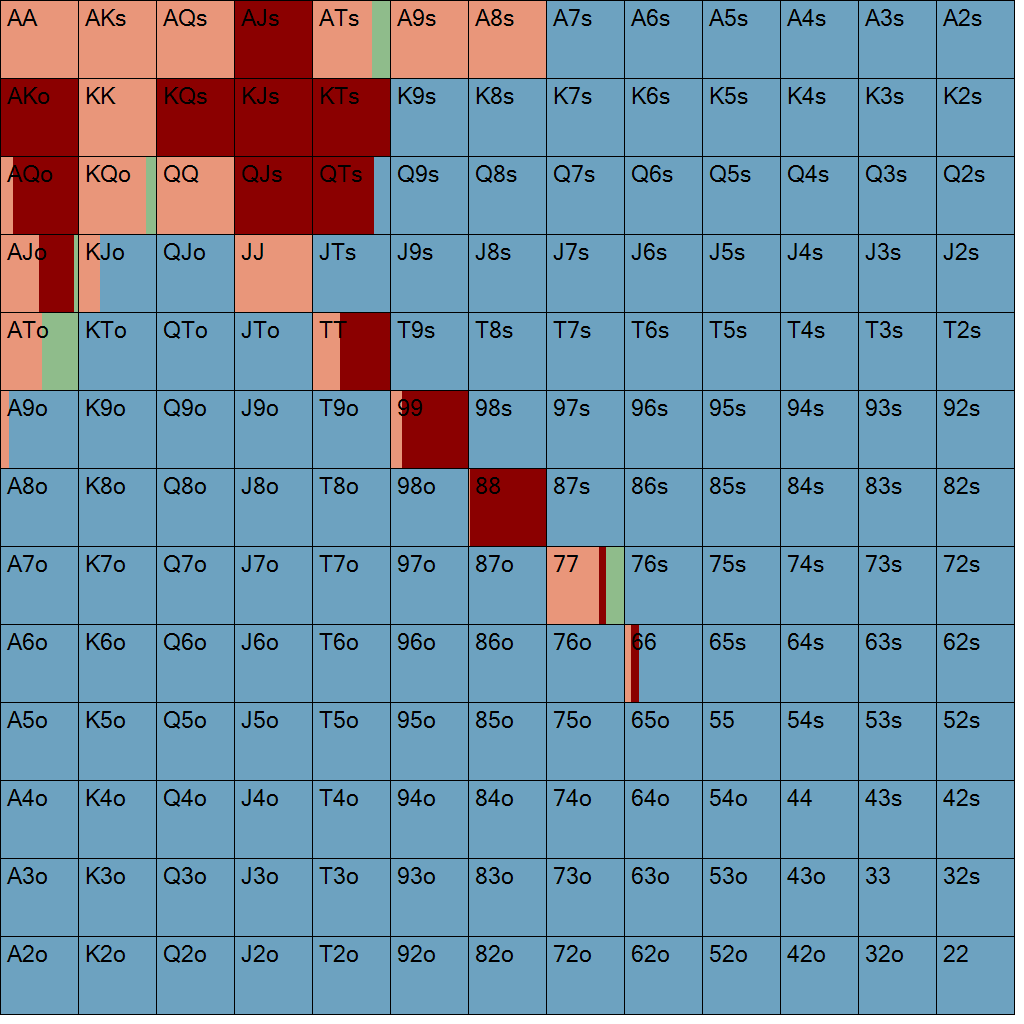 AA AKs AQs AJs ATs A9s A8s A7s A6s A5s A4s A3s A2s
AKo KK KQs KJs KTs K9s K8s K7s K6s K5s K4s K3s K2s
AQo KQo QQ QJs QTs Q9s Q8s Q7s Q6s Q5s Q4s Q3s Q2s
AJo KJo QJo JJ JTs J9s J8s J7s J6s J5s J4s J3s J2s
ATo KTo QTo JTo TT T9s T8s T7s T6s T5s T4s T3s T2s
A9o K9o Q9o J9o T9o 99 98s 97s 96s 95s 94s 93s 92s
A8o K8o Q8o J8o T8o 98o 88 87s 86s 85s 84s 83s 82s
A7o K7o Q7o J7o T7o 97o 87o 77 76s 75s 74s 73s 72s
A6o K6o Q6o J6o T6o 96o 86o 76o 66 65s 64s 63s 62s
A5o K5o Q5o J5o T5o 95o 85o 75o 65o 55 54s 53s 52s
A4o K4o Q4o J4o T4o 94o 84o 74o 64o 54o 44 43s 42s
A3o K3o Q3o J3o T3o 93o 83o 73o 63o 53o 43o 33 32s
A2o K2o Q2o J2o T2o 92o 82o 72o 62o 52o 42o 32o 22